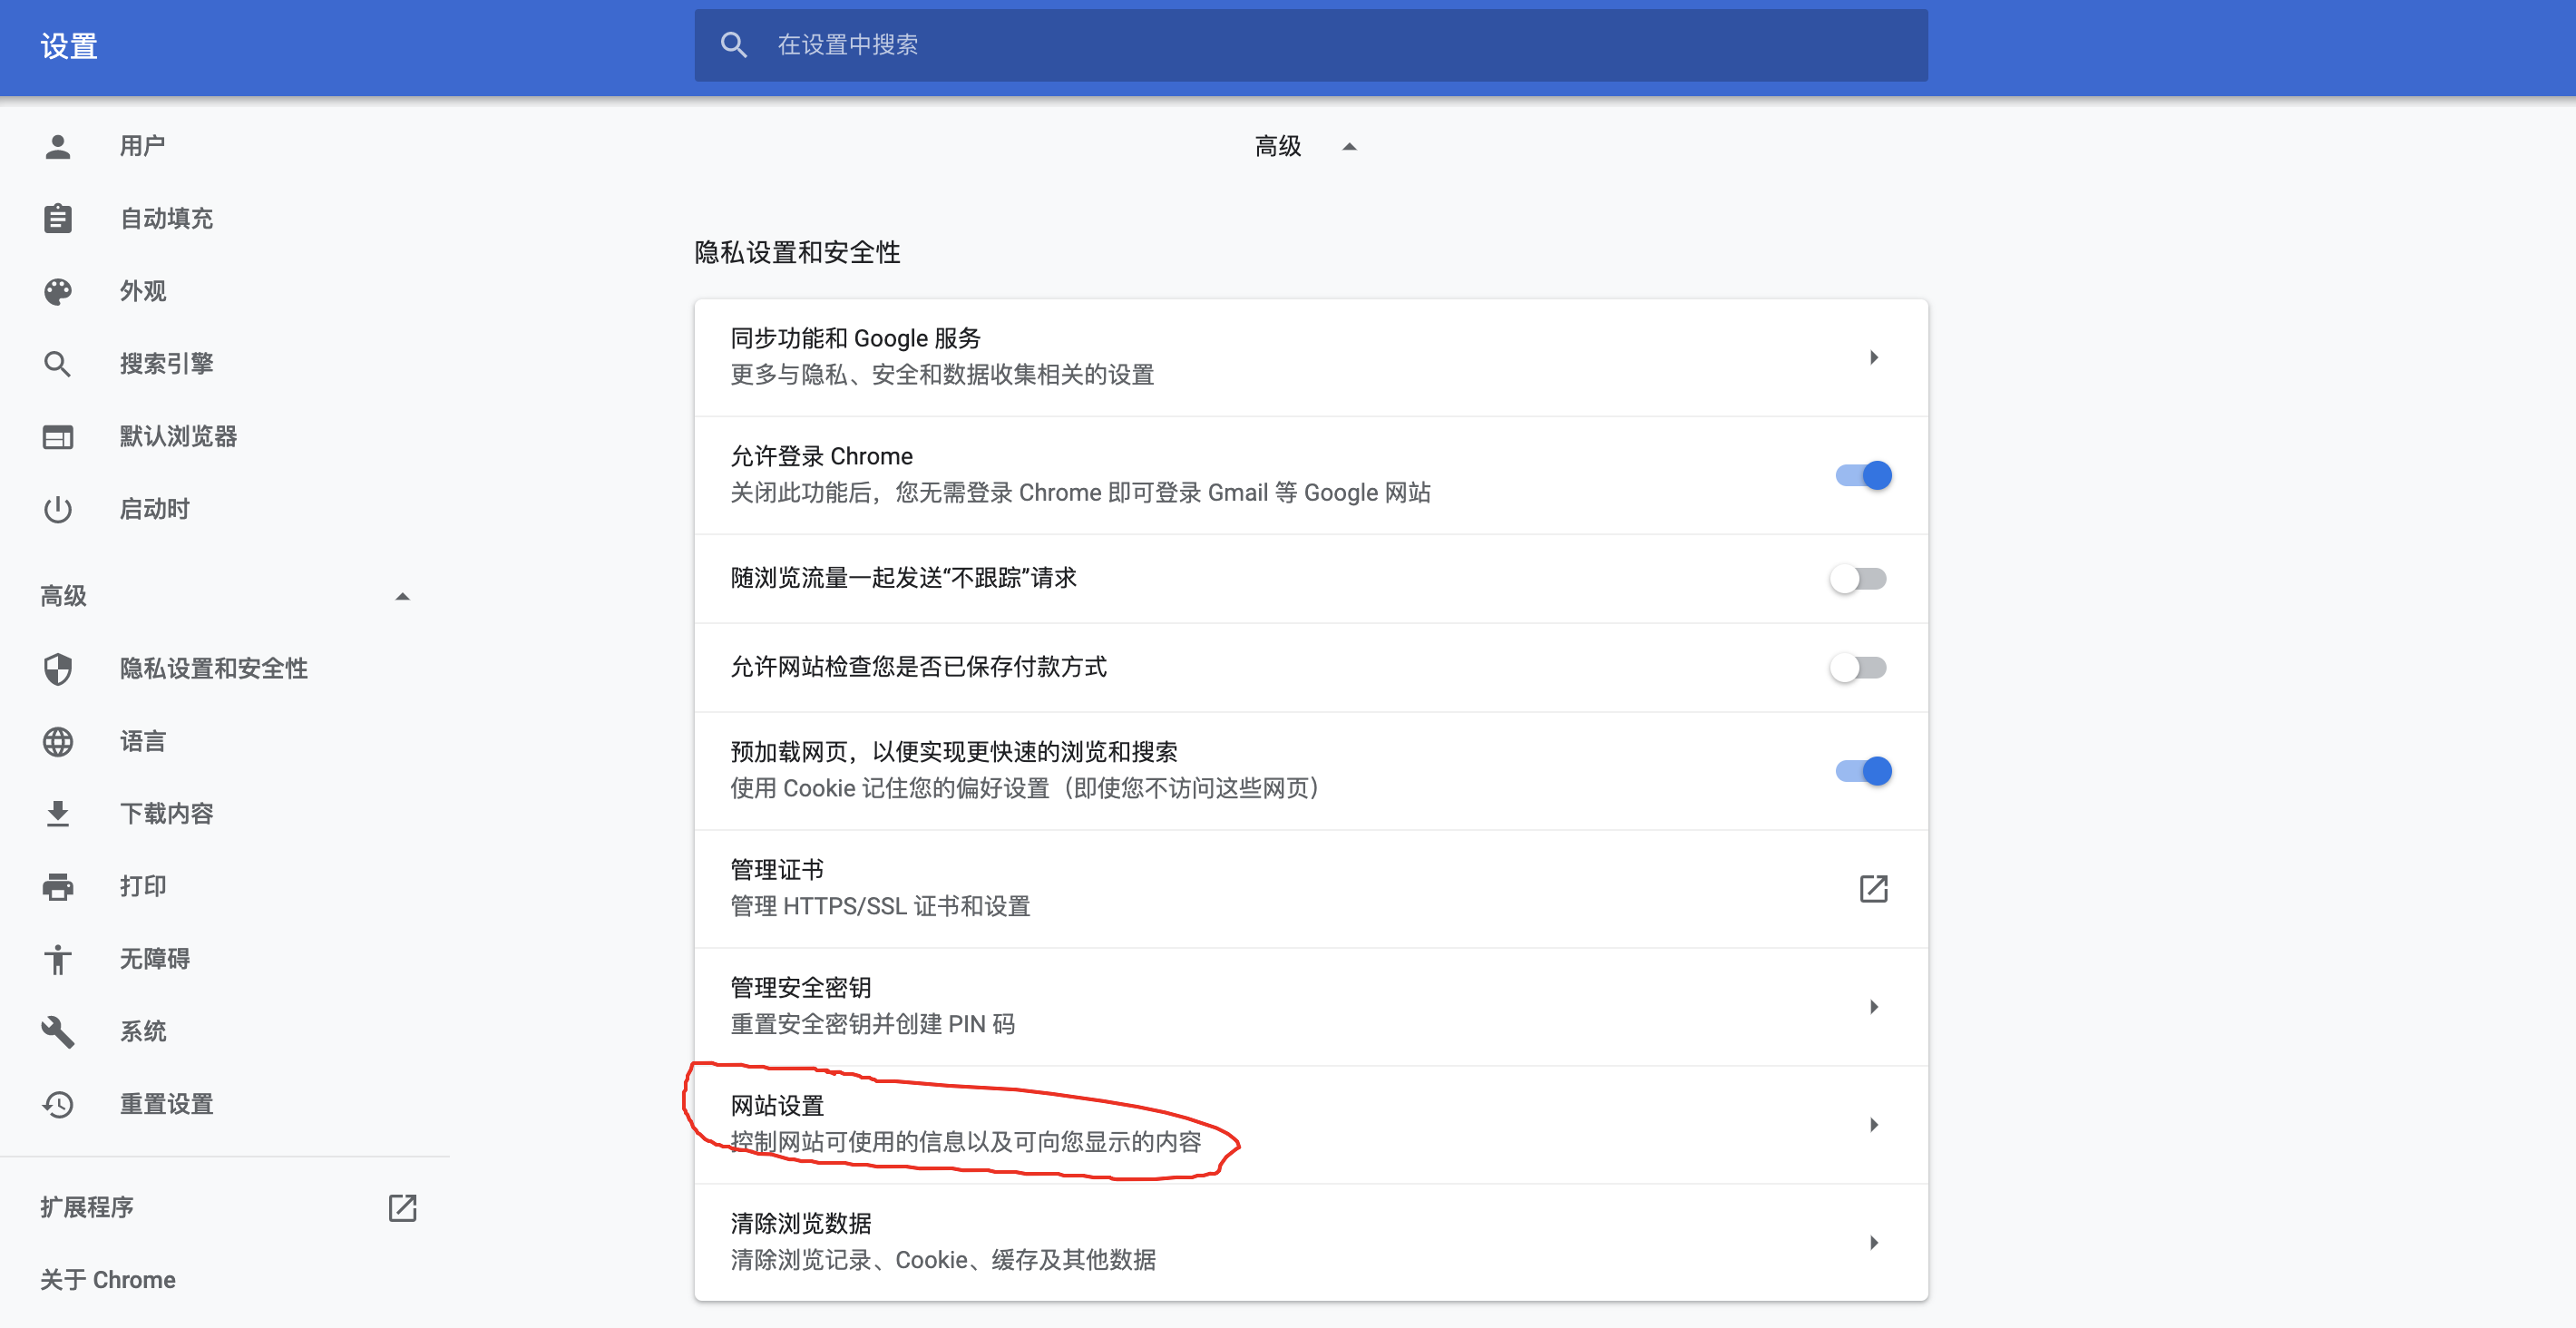 设置
在设置中搜索
用户
自动填充
外观
搜索引擎
默认浏览器
启动时
高级
隐私设置和安全性
语言
下载内容
打印
无障碍
系统
重置设置
扩展程序
关于 Chrome
高级
隐私设置和安全性
同步功能和 Google 服务
更多与隐私、安全和数据收集相关的设置
允许登录 Chrome
关闭此功能后，您无需登录 Chrome 即可登录 Gmail 等 Google 网站
随浏览流量一起发送“不跟踪”请求
允许网站检查您是否已保存付款方式
预加载网页，以便实现更快速的浏览和搜索
使用 Cookie 记住您的偏好设置（即使您不访问这些网页）
管理证书
管理 HTTPS/SSL 证书和设置
管理安全密钥
重置安全密钥并创建 PIN 码
网站设置
控制网站可使用的信息以及可向您显示的内容
清除浏览数据
清除浏览记录、Cookie、缓存及其他数据